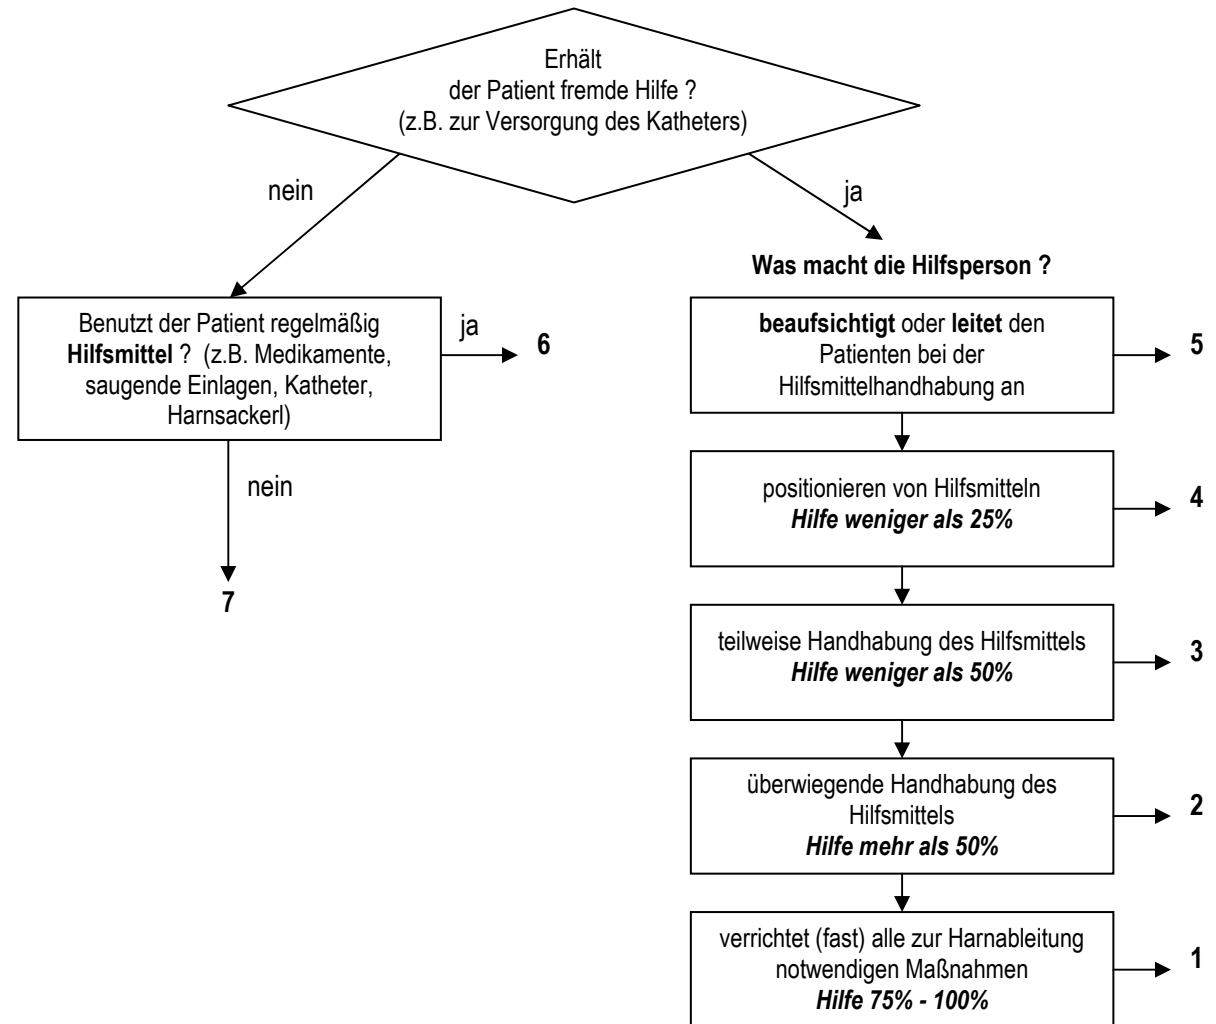 Erhält
der Patient fremde Hilfe ?
(z.B. zur Versorgung des Katheters)
nein
ja
Was macht die Hilfsperson ?
Benutzt der Patient regelmäßig
Hilfsmittel ? (z.B. Medikamente,
saugende Einlagen, Katheter,
Harnsackerl)
ja
6
nein
7
beaufsichtigt oder leitet den
Patienten bei der
Hilfsmittelhandhabung an
5
positionieren von Hilfsmitteln
Hilfe weniger als 25%
4
teilweise Handhabung des Hilfsmittels
Hilfe weniger als 50%
3
überwiegende Handhabung des
Hilfsmittels
Hilfe mehr als 50%
2
verrichtet (fast) alle zur Harnableitung
notwendigen Maßnahmen
Hilfe 75% - 100%
1